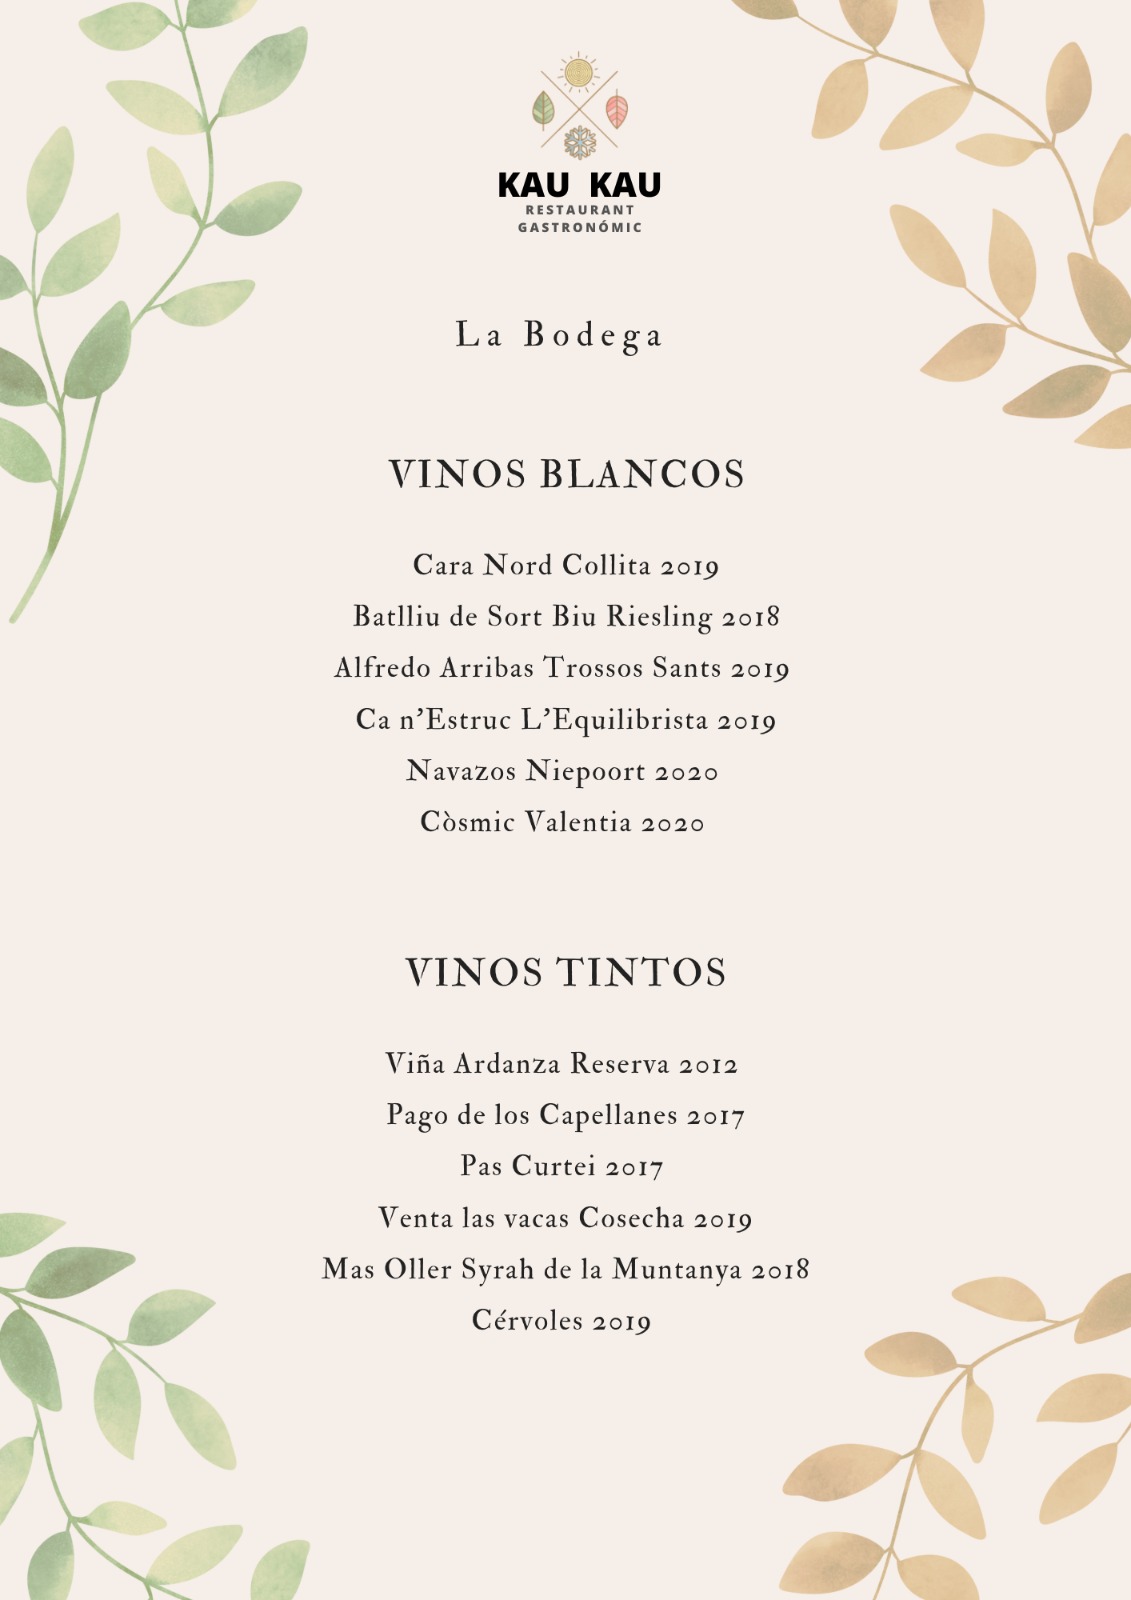 KAU KAU
RESTAURANT
GASTRONÓMIC
La Bodega
VINOS BLANCOS
Cara Nord Collita 2019
Batlliu de Sort Biu Riesling 2018
Alfredo Arribas Trossos Sants 2019
Ca n’Estruc L’Equilibrista 2019
Navazos Niepoort 2020
Còsmic Valentia 2020
VINOS TINTOS
Viña Ardanza Reserva 2012
Pago de los Capellanes 2017
Pas Curtei 2017
Venta las vacas Cosecha 2019
Mas Oller Syrah de la Muntanya 2018
Cérvoles 2019